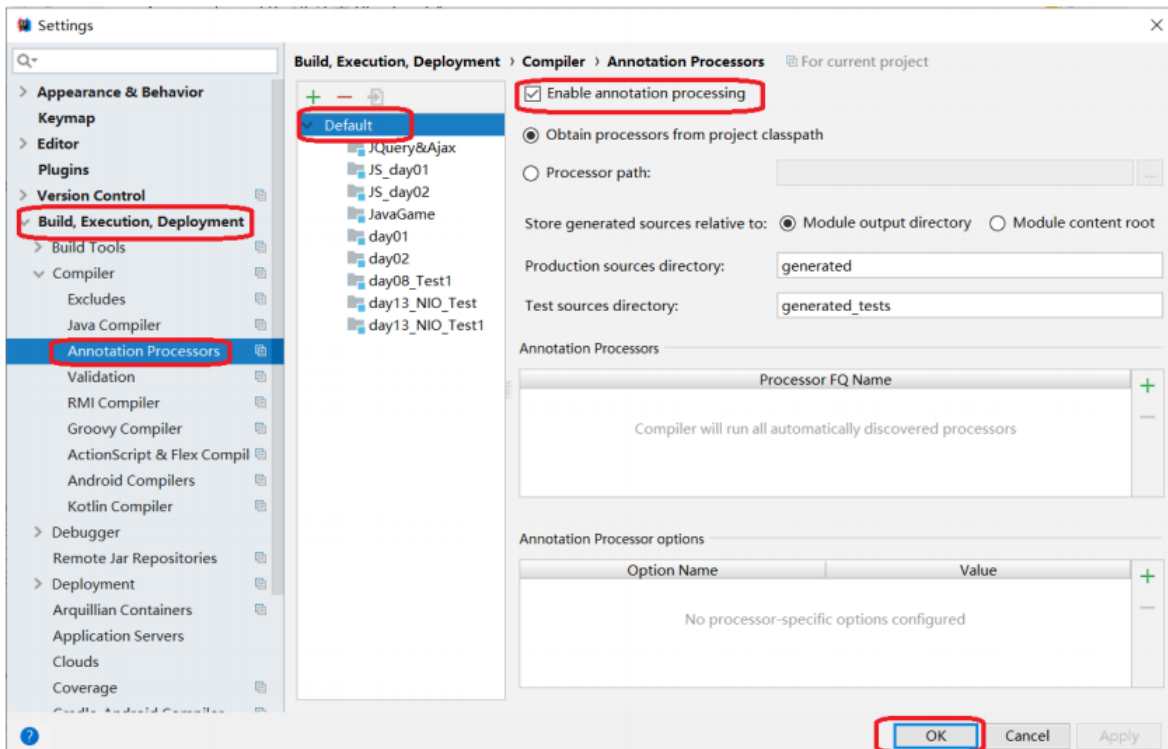 Settings
Appearance & Behavior
Keymap
Editor
Plugins
Version Control
Build, Execution, Deployment
Build Tools
Compiler
Excludes
Java Compiler
Annotation Processors
Validation
RMI Compiler
Groovy Compiler
ActionScript & Flex Compil
Android Compilers
Kotlin Compiler
Debugger
Remote Jar Repositories
Deployment
Arquillian Containers
Application Servers
Clouds
Coverage
Build, Execution, Deployment › Compiler › Annotation Processors For current project
Default
JQuery&Ajax
JS_day01
JS_day02
JavaGame
day01
day02
day08_Test1
day13_NIO_Test
day13_NIO_Test1
Enable annotation processing
Obtain processors from project classpath
Processor path: ...
Store generated sources relative to: Module output directory Module content root
Production sources directory: generated
Test sources directory: generated_tests
Annotation Processors
Processor FQ Name
Compiler will run all automatically discovered processors
Annotation Processor options
Option Name Value
No processor-specific options configured
? OK Cancel Apply